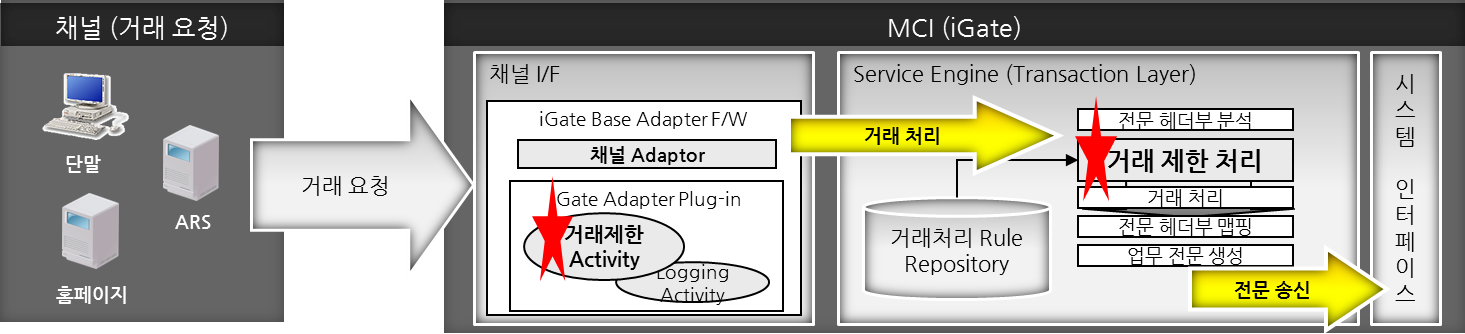 채널 (거래 요청)
단말
ARS
홈페이지
거래 요청
MCI (iGate)
채널 I/F
iGate Base Adapter F/W
채널 Adaptor
Gate Adapter Plug-in
거래제한
Activity
Logging
Activity
거래 처리
Service Engine (Transaction Layer)
전문 헤더부 분석
거래 제한 처리
거래 처리
전문 헤더부 맵핑
업무 전문 생성
거래처리 Rule
Repository
전문 송신
시스템 인터페이스